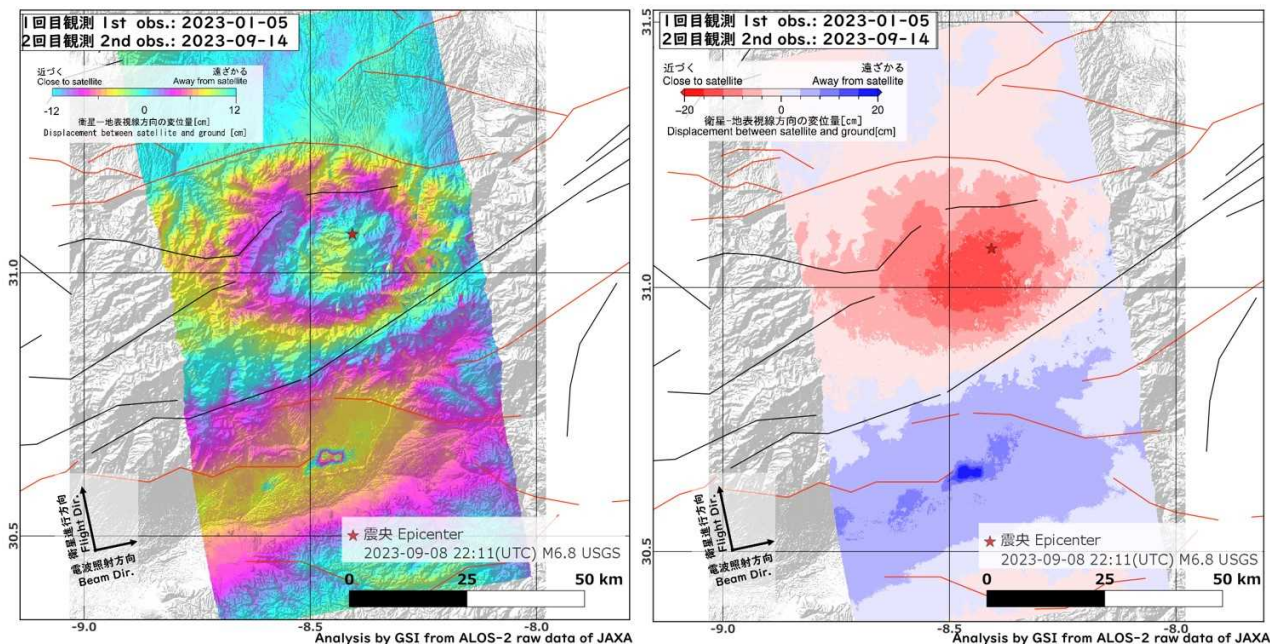 1回目観測 1st obs.: 2023-01-05
2回目観測 2nd obs.: 2023-09-14
近づく 遠ざかる
Close to satellite Away from satellite
-12 0 12
衛星-地表視線方向の変位量[cm]
Displacement between satellite and ground [cm]
31.0
30.5
衛星進行方向
Flight Dir.
電波照射方向
Beam Dir.
★ 震央 Epicenter
2023-09-08 22:11(UTC) M6.8 USGS
0 25 50 km
-9.0 -8.5 -8.0
Analysis by GSI from ALOS-2 raw data of JAXA
1回目観測 1st obs.: 2023-01-05
2回目観測 2nd obs.: 2023-09-14
近づく 遠ざかる
Close to satellite Away from satellite
-20 0 20
衛星-地表視線方向の変位量[cm]
Displacement between satellite and ground[cm]
31.5
31.0
30.5
衛星進行方向
Flight Dir.
電波照射方向
Beam Dir.
★ 震央 Epicenter
2023-09-08 22:11(UTC) M6.8 USGS
0 25 50 km
-9.0 -8.5 -8.0
Analysis by GSI from ALOS-2 raw data of JAXA